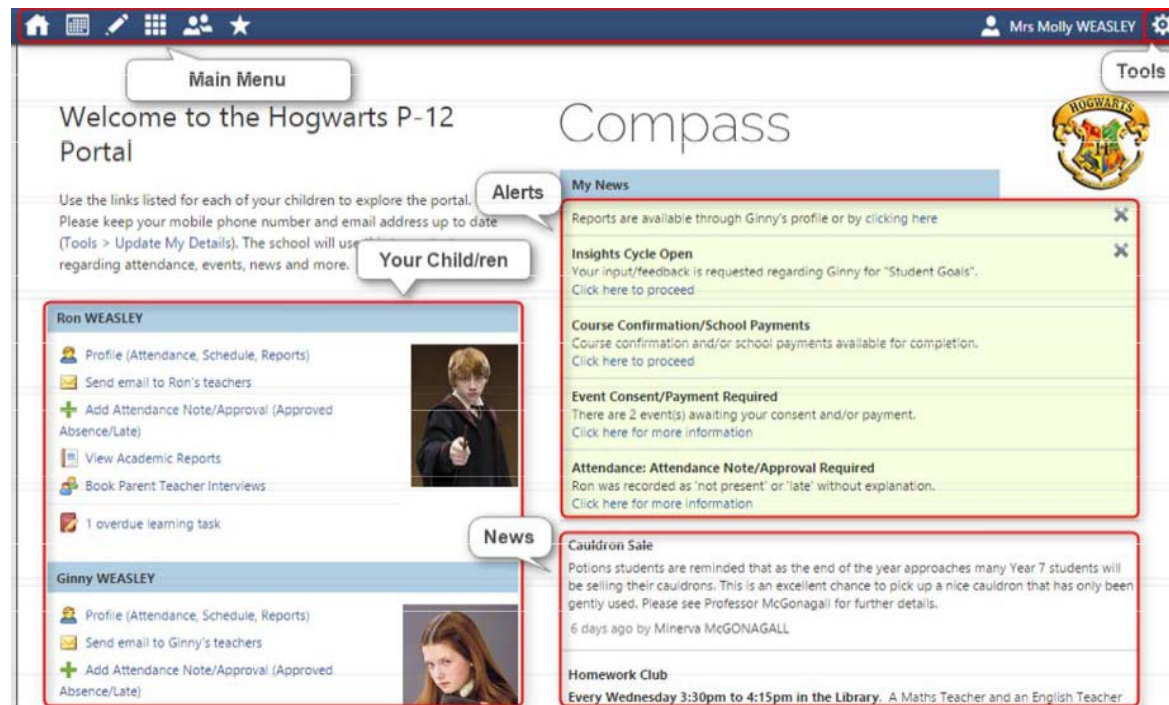 Mrs Molly WEASLEY
Main Menu
Tools
Welcome to the Hogwarts P-12
Portal
Use the links listed for each of your children to explore the portal.
Please keep your mobile phone number and email address up to date
(Tools > Update My Details). The school will use
regarding attendance, events, news and more.
Your Child/ren
Ron WEASLEY
Profile (Attendance, Schedule, Reports)
Send email to Ron's teachers
Add Attendance Note/Approval (Approved
Absence/Late)
View Academic Reports
Book Parent Teacher Interviews
1 overdue learning task
Ginny WEASLEY
Profile (Attendance, Schedule, Reports)
Send email to Ginny's teachers
Add Attendance Note/Approval (Approved
Absence/Late)
Compass
HOGWARTS
Alerts
My News
Reports are available through Ginny's profile or by clicking here
Insights Cycle Open
Your input/feedback is requested regarding Ginny for "Student Goals".
Click here to proceed
Course Confirmation/School Payments
Course confirmation and/or school payments available for completion.
Click here to proceed
Event Consent/Payment Required
There are 2 event(s) awaiting your consent and/or payment.
Click here for more information
Attendance: Attendance Note/Approval Required
Ron was recorded as 'not present' or 'late' without explanation.
Click here for more information
News
Cauldron Sale
Potions students are reminded that as the end of the year approaches many Year 7 students will
be selling their cauldrons. This is an excellent chance to pick up a nice cauldron that has only been
gently used. Please see Professor McGonagall for further details.
6 days ago by Minerva McGONAGALL
Homework Club
Every Wednesday 3:30pm to 4:15pm in the Library. A Maths Teacher and an English Teacher